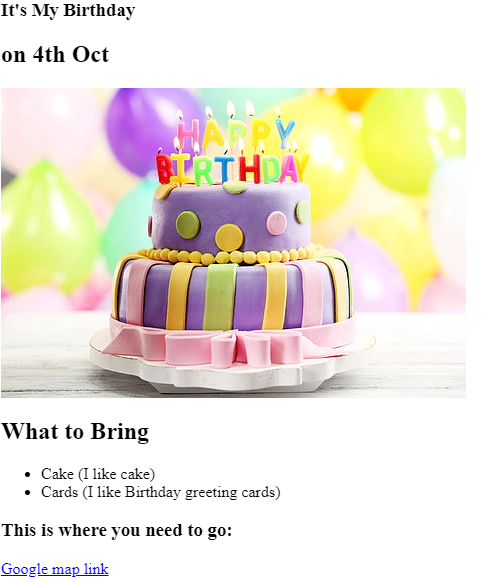 It's My Birthday
on 4th Oct
HAPPY
BIRTHDAY
What to Bring
Cake (I like cake)
Cards (I like Birthday greeting cards)
This is where you need to go:
Google map link